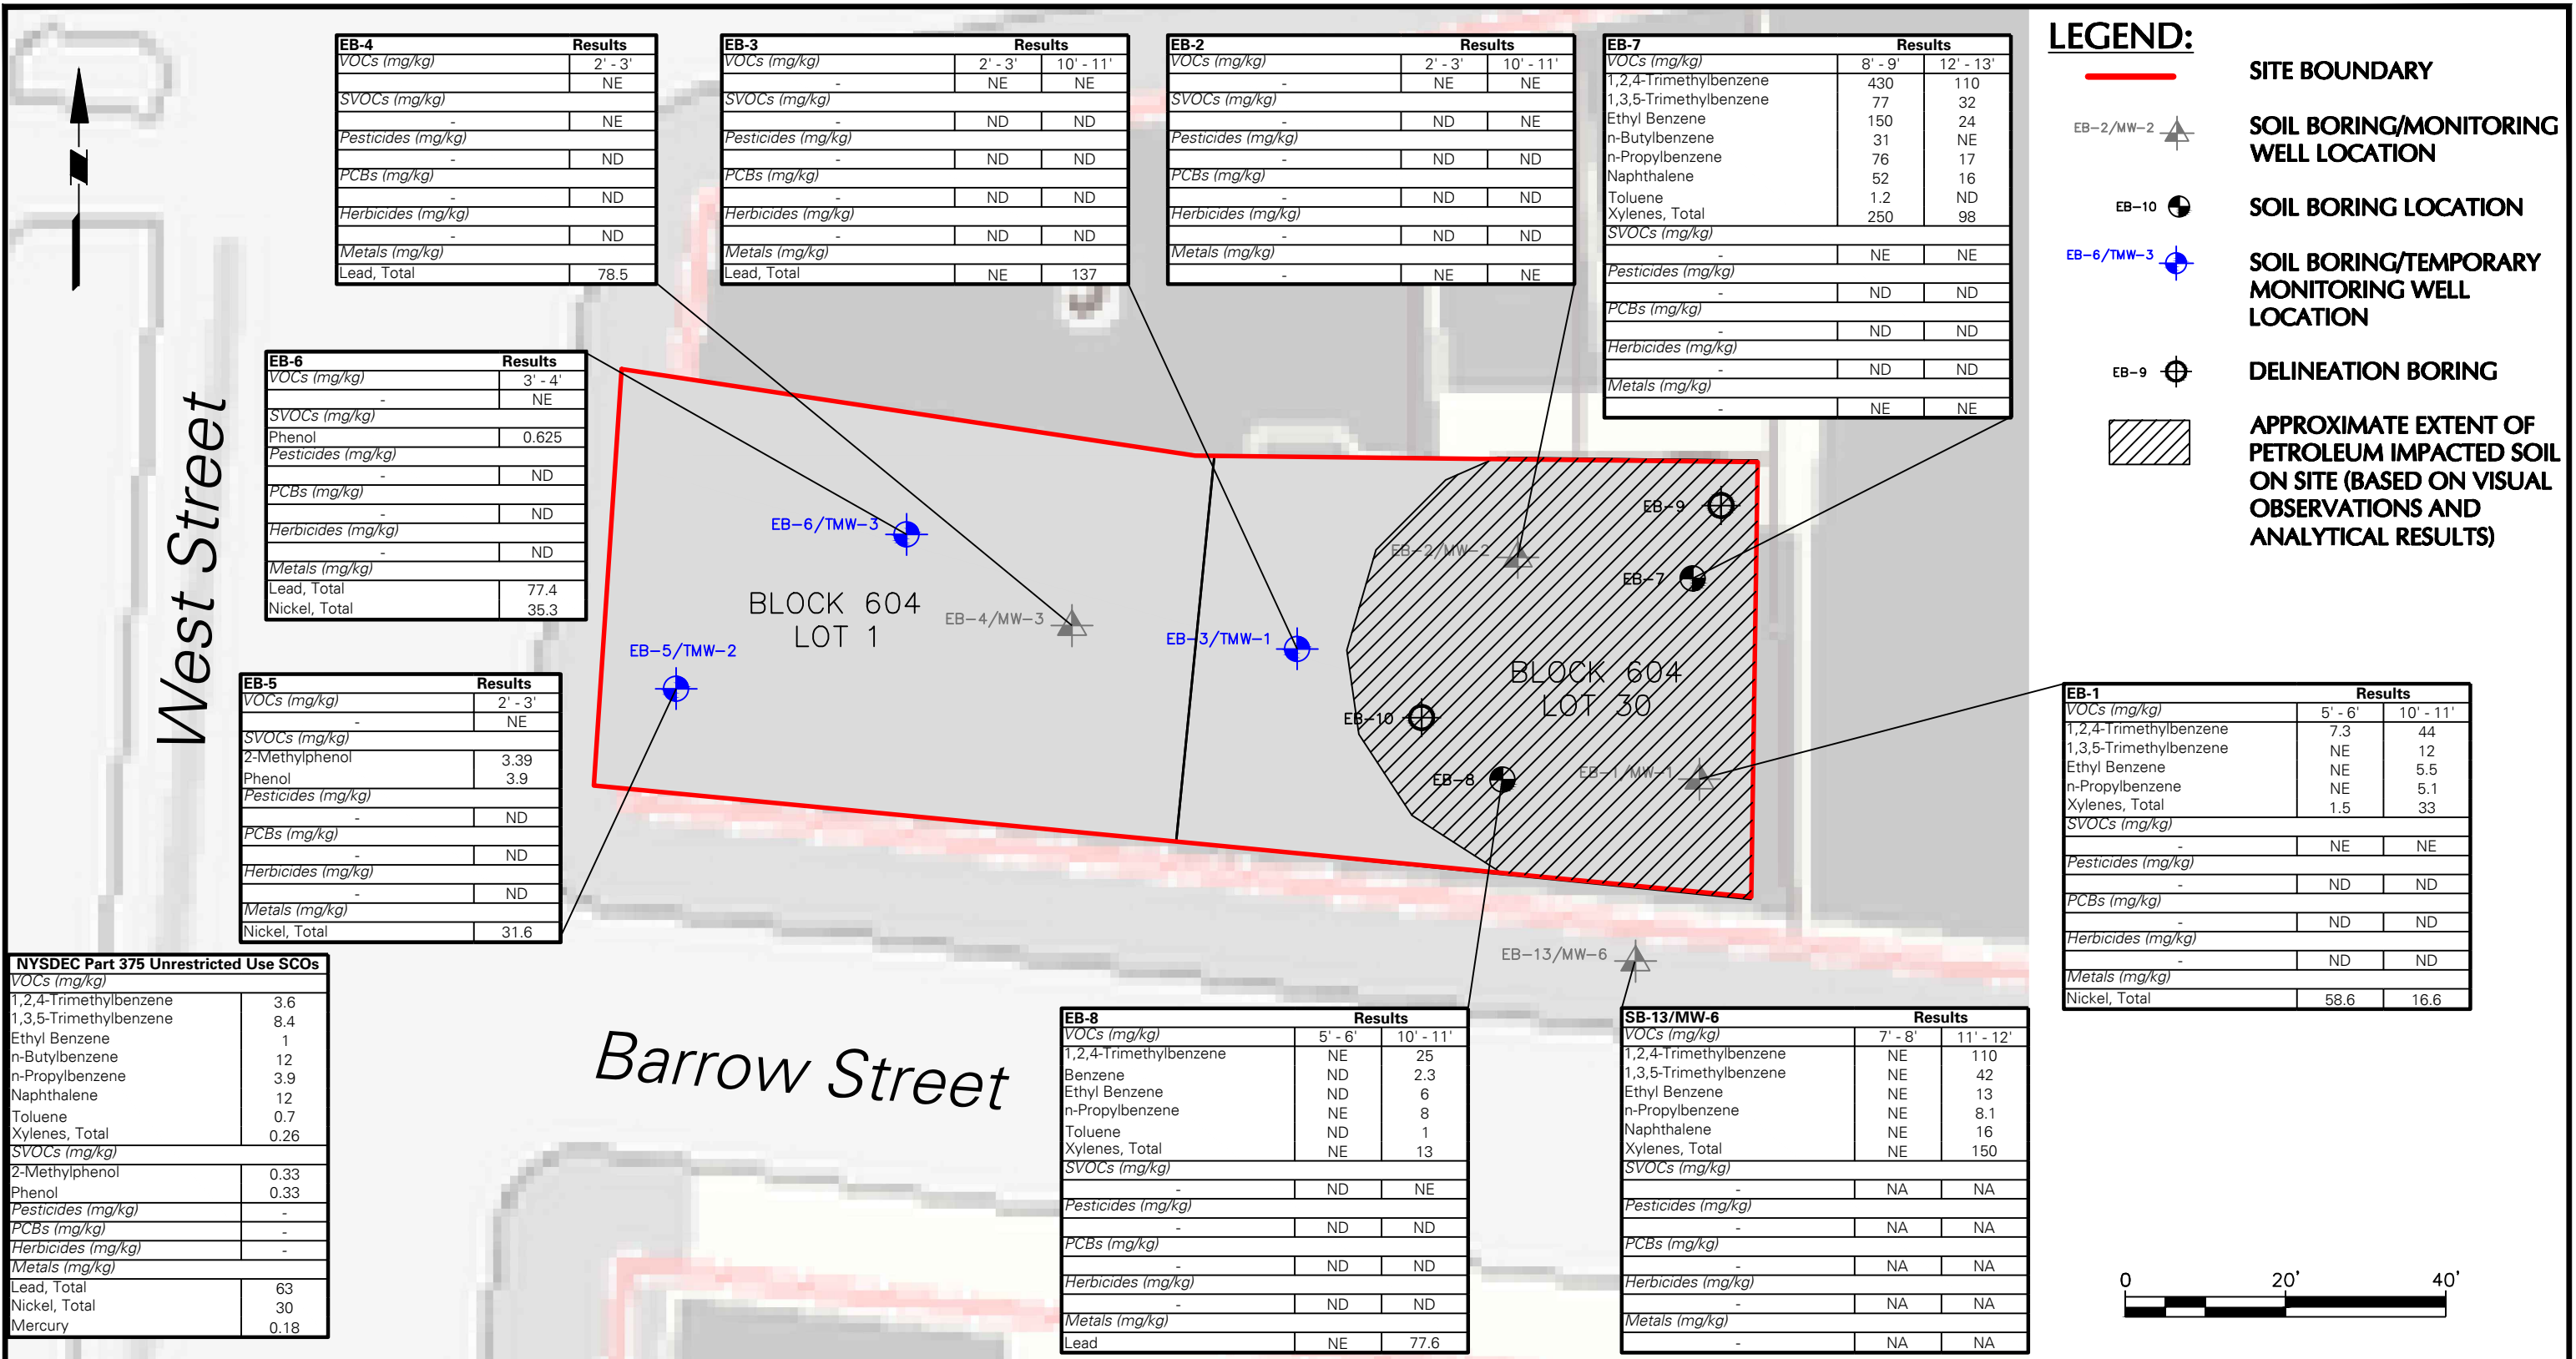 EB-4 Results
VOCs (mg/kg) 2' - 3'
NE
SVOCs (mg/kg)
- NE
Pesticides (mg/kg)
- ND
PCBs (mg/kg)
- ND
Herbicides (mg/kg)
- ND
Metals (mg/kg)
Lead, Total 78.5
EB-3 Results
VOCs (mg/kg) 2' - 3' 10' - 11'
- NE NE
SVOCs (mg/kg)
- ND ND
Pesticides (mg/kg)
- ND ND
PCBs (mg/kg)
- ND ND
Herbicides (mg/kg)
- ND ND
Metals (mg/kg)
Lead, Total NE 137
EB-2 Results
VOCs (mg/kg) 2' - 3' 10' - 11'
- NE NE
SVOCs (mg/kg)
- ND NE
Pesticides (mg/kg)
- ND ND
PCBs (mg/kg)
- ND ND
Herbicides (mg/kg)
- ND ND
Metals (mg/kg)
- NE NE
EB-7 Results
VOCs (mg/kg) 8' - 9' 12' - 13'
1,2,4-Trimethylbenzene 430 110
1,3,5-Trimethylbenzene 77 32
Ethyl Benzene 150 24
n-Butylbenzene 31 NE
n-Propylbenzene 76 17
Naphthalene 52 16
Toluene 1.2 ND
Xylenes, Total 250 98
SVOCs (mg/kg)
- NE NE
Pesticides (mg/kg)
- ND ND
PCBs (mg/kg)
- ND ND
Herbicides (mg/kg)
- ND ND
Metals (mg/kg)
- NE NE
LEGEND:
SITE BOUNDARY
EB-2/MW-2
SOIL BORING/MONITORING
WELL LOCATION
EB-10
SOIL BORING LOCATION
EB-6/TMW-3
SOIL BORING/TEMPORARY
MONITORING WELL
LOCATION
EB-9
DELINEATION BORING
APPROXIMATE EXTENT OF
PETROLEUM IMPACTED SOIL
ON SITE (BASED ON VISUAL
OBSERVATIONS AND
ANALYTICAL RESULTS)
EB-6 Results
VOCs (mg/kg) 3' - 4'
- NE
SVOCs (mg/kg)
Phenol 0.625
Pesticides (mg/kg)
- ND
PCBs (mg/kg)
- ND
Herbicides (mg/kg)
- ND
Metals (mg/kg)
Lead, Total 77.4
Nickel, Total 35.3
West Street
EB-6/TMW-3
BLOCK 604
LOT 1
EB-4/MW-3
EB-5/TMW-2
EB-3/TMW-1
EB-2/MW-2
EB-9
EB-7
BLOCK 604
LOT 30
EB-10
EB-8
EB-1/MW-1
EB-13/MW-6
EB-5 Results
VOCs (mg/kg) 2' - 3'
- NE
SVOCs (mg/kg)
2-Methylphenol 3.39
Phenol 3.9
Pesticides (mg/kg)
- ND
PCBs (mg/kg)
- ND
Herbicides (mg/kg)
- ND
Metals (mg/kg)
Nickel, Total 31.6
EB-1 Results
VOCs (mg/kg) 5' - 6' 10' - 11'
1,2,4-Trimethylbenzene 7.3 44
1,3,5-Trimethylbenzene NE 12
Ethyl Benzene NE 5.5
n-Propylbenzene NE 5.1
Xylenes, Total 1.5 33
SVOCs (mg/kg)
- NE NE
Pesticides (mg/kg)
- ND ND
PCBs (mg/kg)
- ND ND
Herbicides (mg/kg)
- ND ND
Metals (mg/kg)
Nickel, Total 58.6 16.6
NYSDEC Part 375 Unrestricted Use SCOs
VOCs (mg/kg)
1,2,4-Trimethylbenzene 3.6
1,3,5-Trimethylbenzene 8.4
Ethyl Benzene 1
n-Butylbenzene 12
n-Propylbenzene 3.9
Naphthalene 12
Toluene 0.7
Xylenes, Total 0.26
SVOCs (mg/kg)
2-Methylphenol 0.33
Phenol 0.33
Pesticides (mg/kg) -
PCBs (mg/kg) -
Herbicides (mg/kg) -
Metals (mg/kg)
Lead, Total 63
Nickel, Total 30
Mercury 0.18
Barrow Street
EB-8 Results
VOCs (mg/kg) 5' - 6' 10' - 11'
1,2,4-Trimethylbenzene NE 25
Benzene ND 2.3
Ethyl Benzene ND 6
n-Propylbenzene NE 8
Toluene ND 1
Xylenes, Total NE 13
SVOCs (mg/kg)
- ND NE
Pesticides (mg/kg)
- ND ND
PCBs (mg/kg)
- ND ND
Herbicides (mg/kg)
- ND ND
Metals (mg/kg)
Lead NE 77.6
SB-13/MW-6 Results
VOCs (mg/kg) 7' - 8' 11' - 12'
1,2,4-Trimethylbenzene NE 110
1,3,5-Trimethylbenzene NE 42
Ethyl Benzene NE 13
n-Propylbenzene NE 8.1
Naphthalene NE 16
Xylenes, Total NE 150
SVOCs (mg/kg)
- NA NA
Pesticides (mg/kg)
- NA NA
PCBs (mg/kg)
- NA NA
Herbicides (mg/kg)
- NA NA
Metals (mg/kg)
- NA NA
0 20' 40'